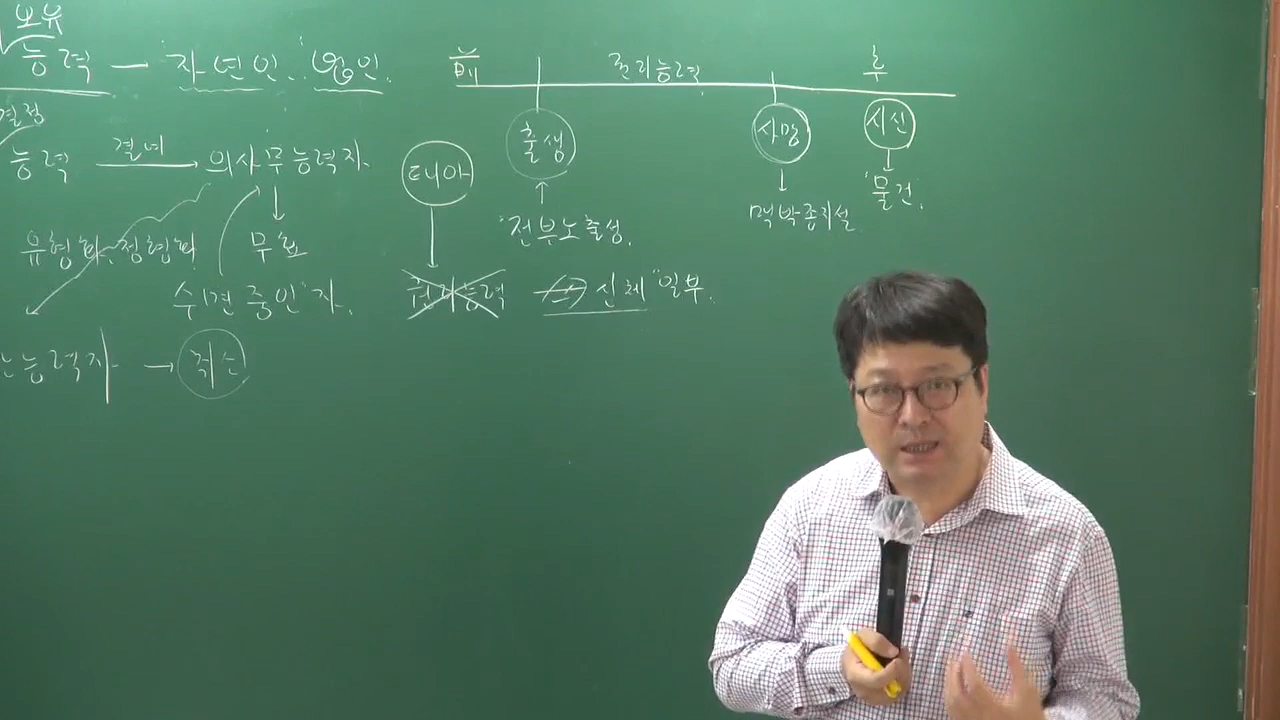 보유
능력 — 자연인, 법인.
결정
능력 결여 → 의사무능력자
유형화, 정형화 무효
수면 중인 자.
능력자 → 취소
전 권리능력 후
태아 출생 사망 시신
"전부노출설. 맥박종지설 "물건.
권리능력 신체 "일부.